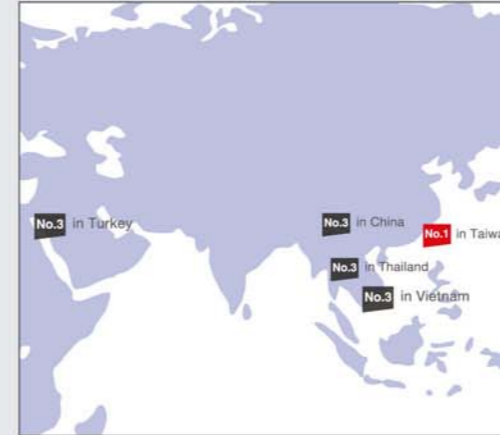 No.3 in Turkey
No.3 in China
No.1 in Taiwa
No.3 in Thailand
No.3 in Vietnam